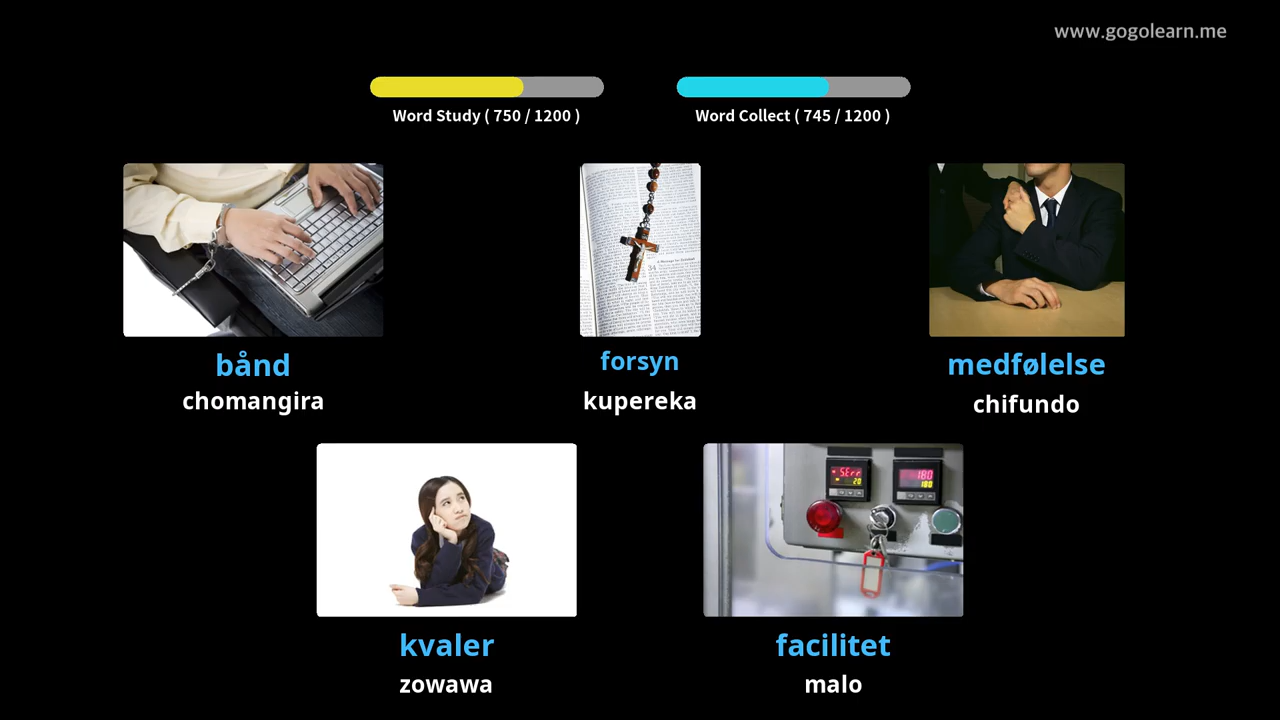 www.gogolearn.me
Word Study ( 750 / 1200 )
Word Collect ( 745 / 1200 )
bånd
chomangira
forsyn
kupereka
medfølelse
chifundo
kvaler
zowawa
facilitet
malo